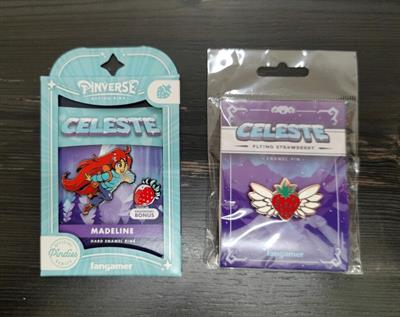 PINVERSE
CELESTE
BONUS
MADELINE
HARD ENAMEL PINS
Pindies
fangamer
CELESTE
FLYING STRAWBERRY
ENAMEL PIN
fangamer